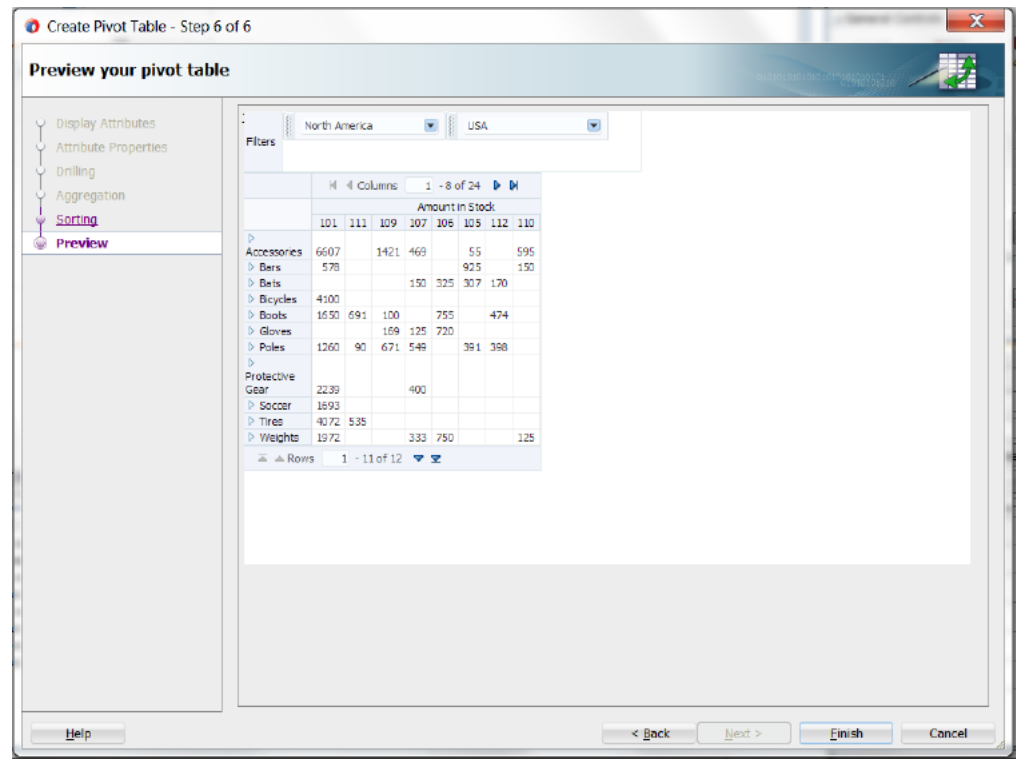 Create Pivot Table - Step 6 of 6
Preview your pivot table
Display Attributes
Attribute Properties
Drilling
Aggregation
Sorting
Preview
Filters
North America
USA
Columns 1 - 8 of 24
Amount in Stock
101 111 109 107 106 105 112 110
Accessories 6607 1421 469 55 595
Bars 578 925 150
Bats 150 325 307 170
Bicycles 4100
Boots 1650 691 100 755 474
Gloves 169 125 720
Poles 1260 90 671 549 391 398
Protective
Gear 2239 400
Soccer 1693
Tires 4072 535
Weights 1972 333 750 125
Rows 1 - 11 of 12
Help
< Back
Next >
Finish
Cancel